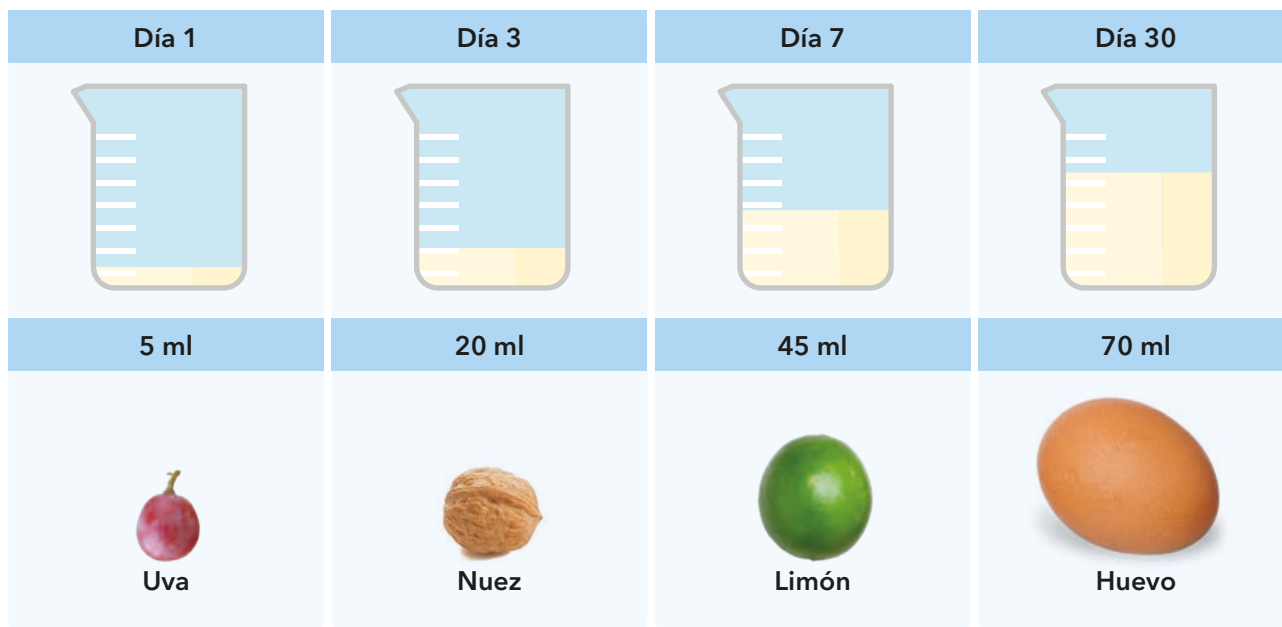 Día 1
Día 3
Día 7
Día 30
5 ml
20 ml
45 ml
70 ml
Uva
Nuez
Limón
Huevo